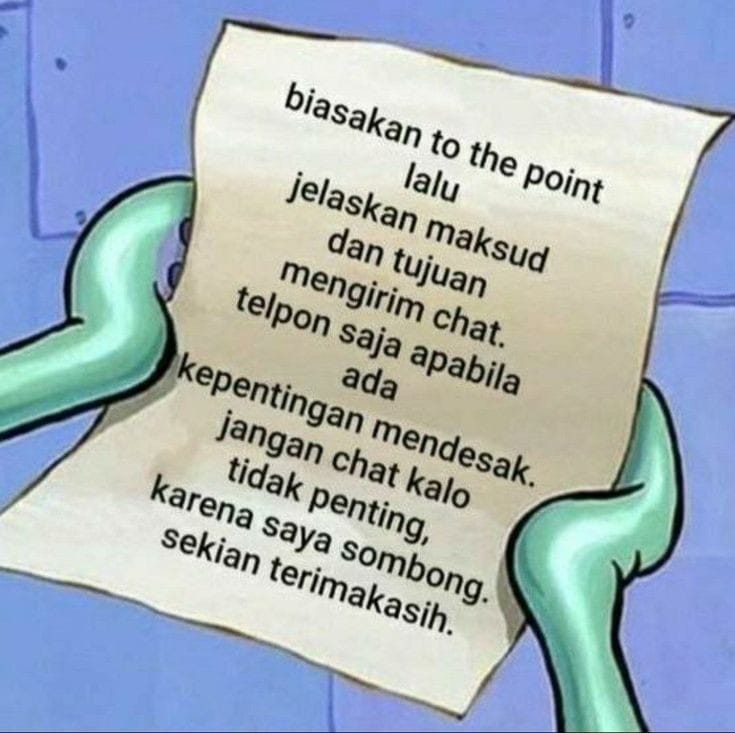 biasakan to the point
lalu
jelaskan maksud
dan tujuan
mengirim chat.
telpon saja apabila
ada
kepentingan mendesak.
jangan chat kalo
tidak penting,
karena saya sombong.
sekian terimakasih.